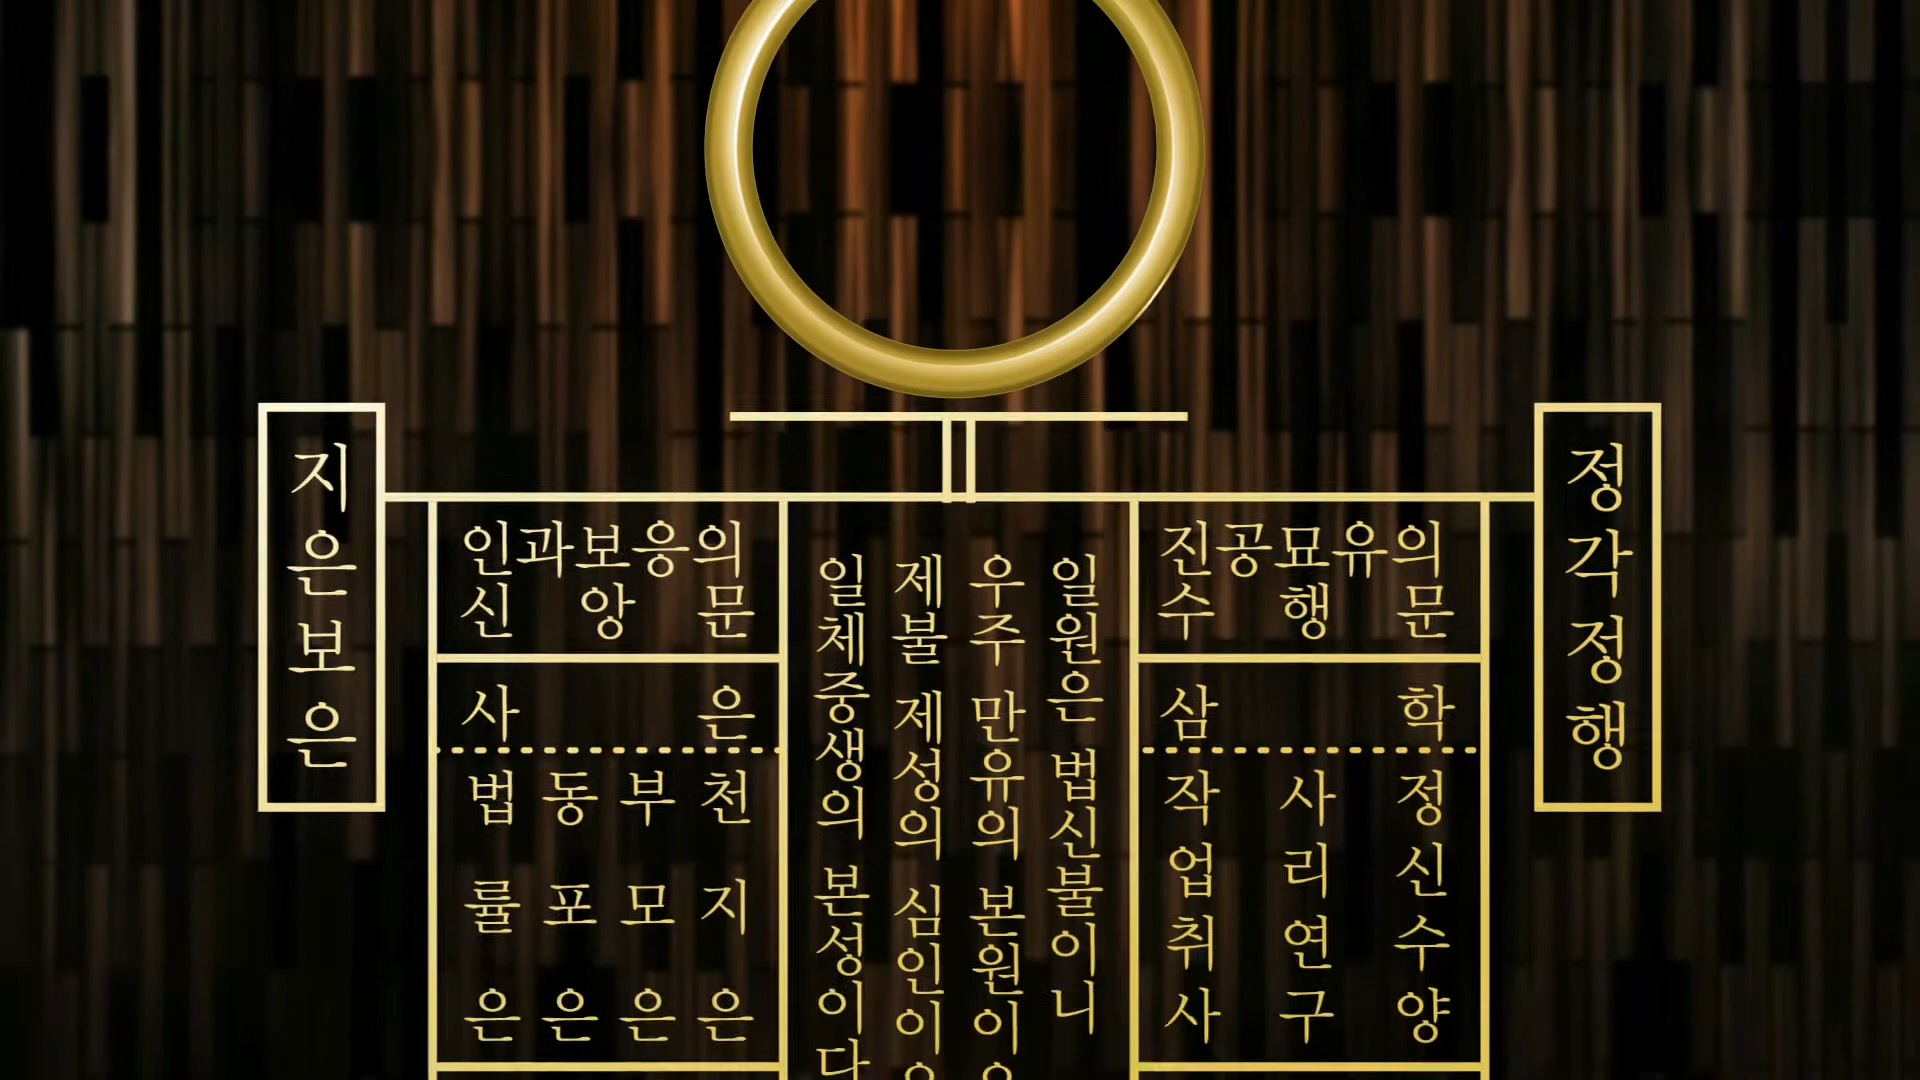 정각정행
진공묘유의
수행문
삼학
정신수양
사리연구
작업취사
일원은 법신불이니
우주 만유의 본원이
제불 제성의 심인이
일체중생의 본성이다
인과보응의
신앙문
사은
천지은
부모은
동포은
법률은
지은보은